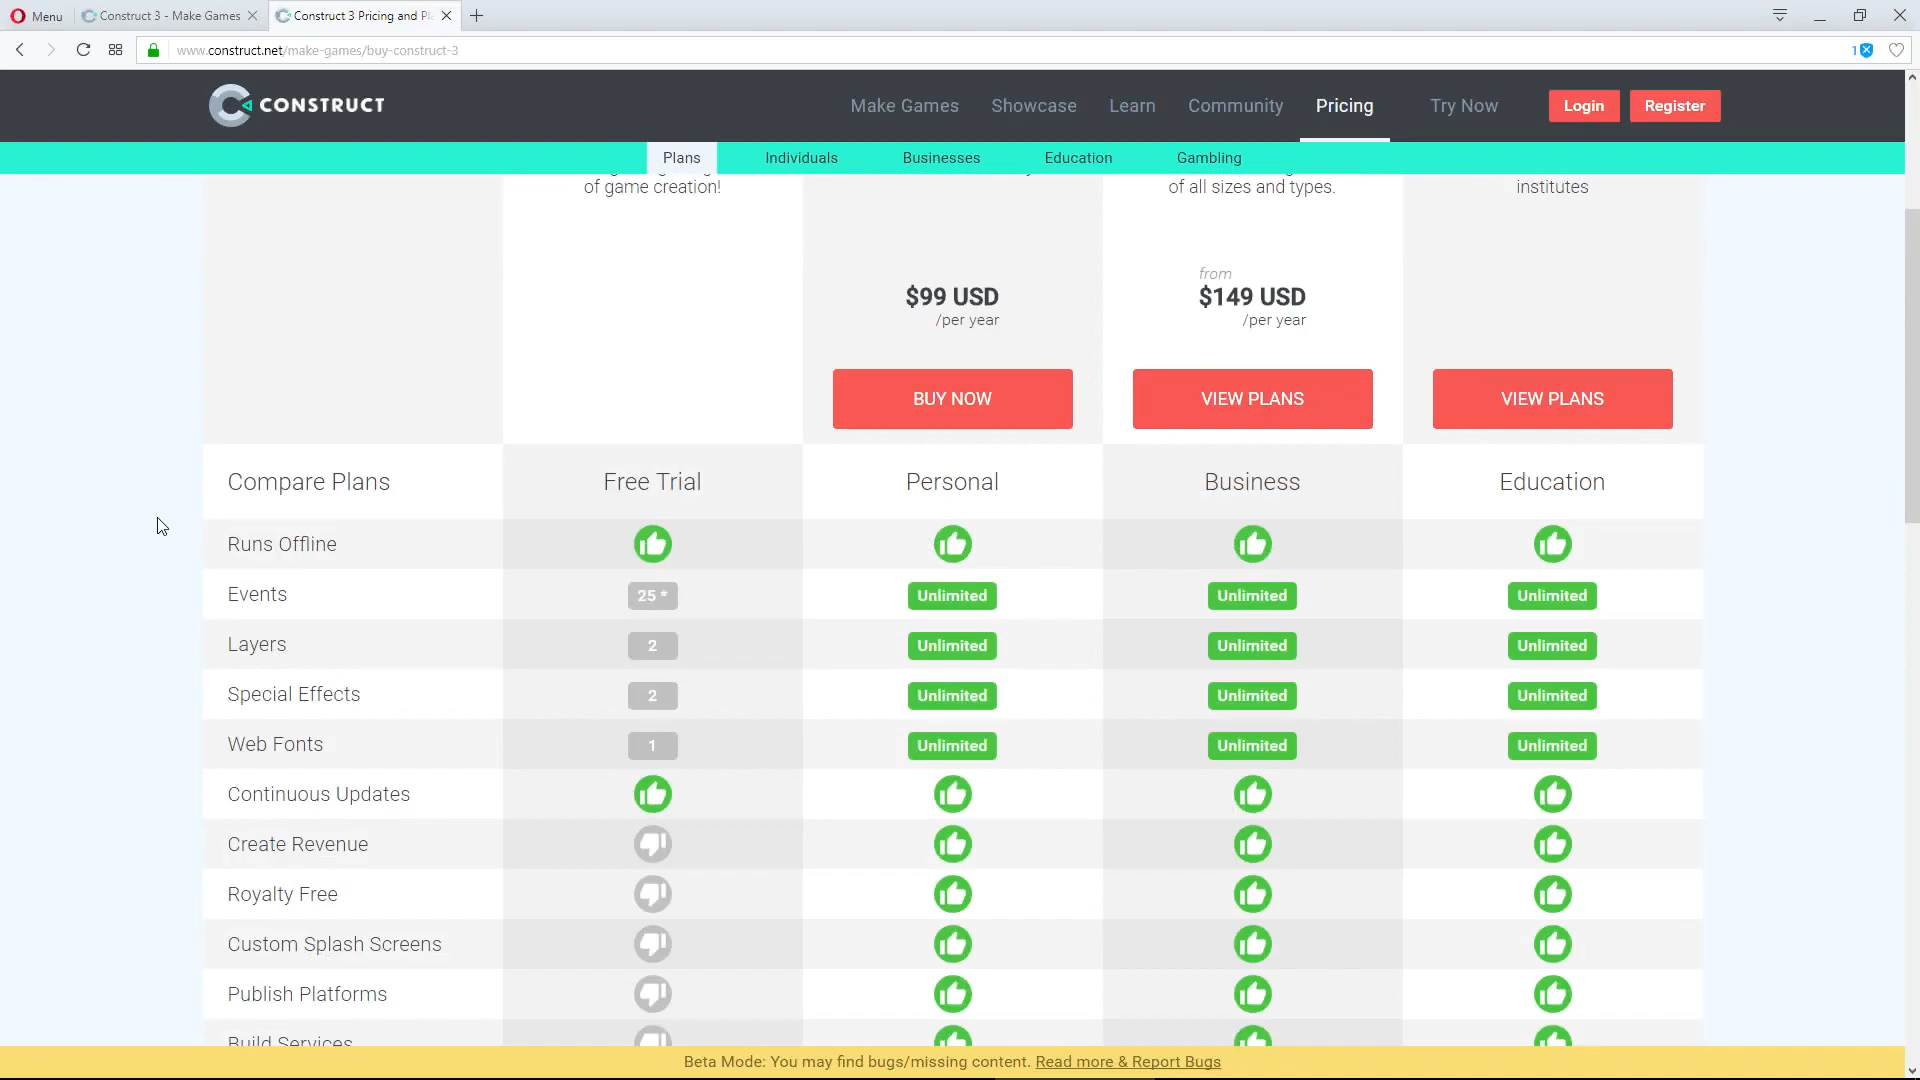 Menu
Construct 3 - Make Games
Construct 3 Pricing and Pl
www.construct.net/make-games/buy-construct-3
1
CONSTRUCT
Make Games
Showcase
Learn
Community
Pricing
Try Now
Login
Register
Plans
Individuals
Businesses
Education
Gambling
of game creation!
of all sizes and types.
institutes
$99 USD
/per year
from
$149 USD
/per year
BUY NOW
VIEW PLANS
VIEW PLANS
Compare Plans Free Trial Personal Business Education
Runs Offline
Events 25 * Unlimited Unlimited Unlimited
Layers 2 Unlimited Unlimited Unlimited
Special Effects 2 Unlimited Unlimited Unlimited
Web Fonts 1 Unlimited Unlimited Unlimited
Continuous Updates
Create Revenue
Royalty Free
Custom Splash Screens
Publish Platforms
Build Services
Beta Mode: You may find bugs/missing content. Read more & Report Bugs